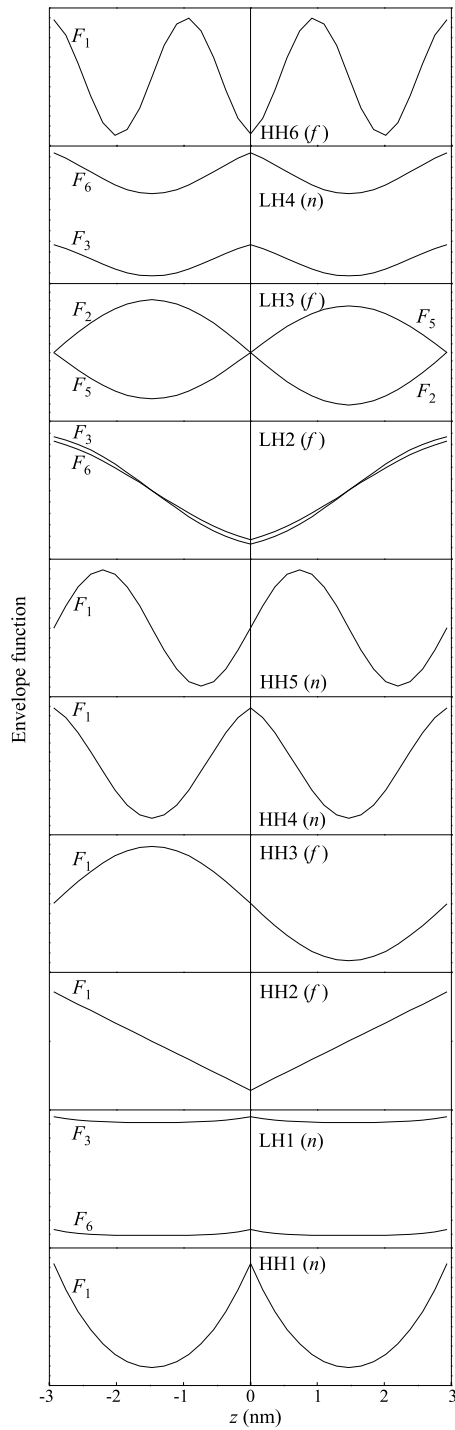 F1
HH6 (f)
F6
LH4 (n)
F3
LH3 (f)
F2
F5
F5
F2
F3
LH2 (f)
F6
F1
HH5 (n)
F1
HH4 (n)
HH3 (f)
F1
F1
HH2 (f)
F3
LH1 (n)
F6
HH1 (n)
F1
Envelope function
-3 -2 -1 0 1 2 3
z (nm)